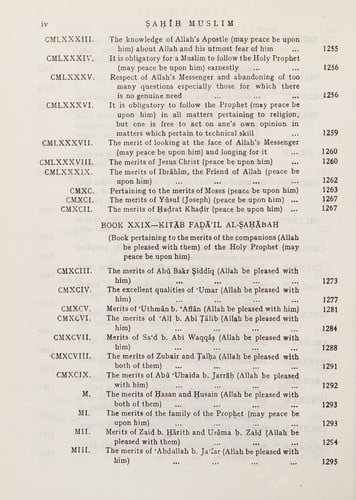 iv ṢAḤĪḤ MUSLIM
CMLXXXIII. The knowledge of Allah's Apostle (may peace be upon
him) about Allah and his utmost fear of him ... 1255
CMLXXXIV. It is obligatory for a Muslim to follow the Holy Prophet
(may peace be upon him) earnestly ... ... 1256
CMLXXXV. Respect of Allah's Messenger and abandoning of too
many questions especially those for which there
is no genuine need ... ... ... 1256
CMLXXXVI. It is obligatory to follow the Prophet (may peace be
upon him) in all matters pertaining to religion,
but one is free to act on one's own opinion in
matters which pertain to technical skill ... 1259
CMLXXXVII. The merit of looking at the face of Allah's Messenger
(may peace be upon him) and longing for it ... 1260
CMLXXXVIII. The merits of Jesus Christ (peace be upon him) ... 1260
CMLXXXIX. The merits of Ibrāhīm, the Friend of Allah (peace be
upon him) ... ... ... ... 1262
CMXC. Pertaining to the merits of Moses (peace be upon him) 1263
CMXCI. The merits of Yūsuf (Joseph) (peace be upon him) ... 1267
CMXCII. The merits of Ḥaḍrat Khaḍir (peace be upon him) ... 1267
BOOK XXIX—KITĀB FAḌĀ'IL AL-ṢAḤĀBAH
(Book pertaining to the merits of the companions (Allah
be pleased with them) of the Holy Prophet (may
peace be upon him)
CMXCIII. The merits of Abū Bakr Ṣiddīq (Allah be pleased with
him) ... ... ... ... 1273
CMXCIV. The excellent qualities of 'Umar (Allah be pleased with
him) ... ... ... ... 1277
CMXCV. Merits of 'Uthmān b. 'Affān (Allah be pleased with him) 1281
CMXCVI. The merits of 'Alī b. Abī Ṭālib (Allah be pleased with
him) ... ... ... ... 1284
CMXCVII. Merits of Sa'd b. Abī Waqqāṣ (Allah be pleased with
him) ... ... ... ... 1288
CMXCVIII. The merits of Zubair and Ṭalḥa (Allah be pleased with
both of them) ... ... ... ... 1291
CMXCIX. The merits of Abū 'Ubaida b. Jarrāḥ (Allah be pleased
with him) ... ... ... ... 1292
M. The merits of Ḥasan and Ḥusain (Allah be pleased with
both of them) ... ... ... ... 1293
MI. The merits of the family of the Prophet (may peace be
upon him) ... ... ... ... 1293
MII. Merits of Zaid b. Ḥārith and Usāma b. Zaid (Allah be
pleased with them) ... ... ... 1294
MIII. The merits of 'Abdullah b. Ja'far (Allah be pleased with
him) ... ... ... ... 1295